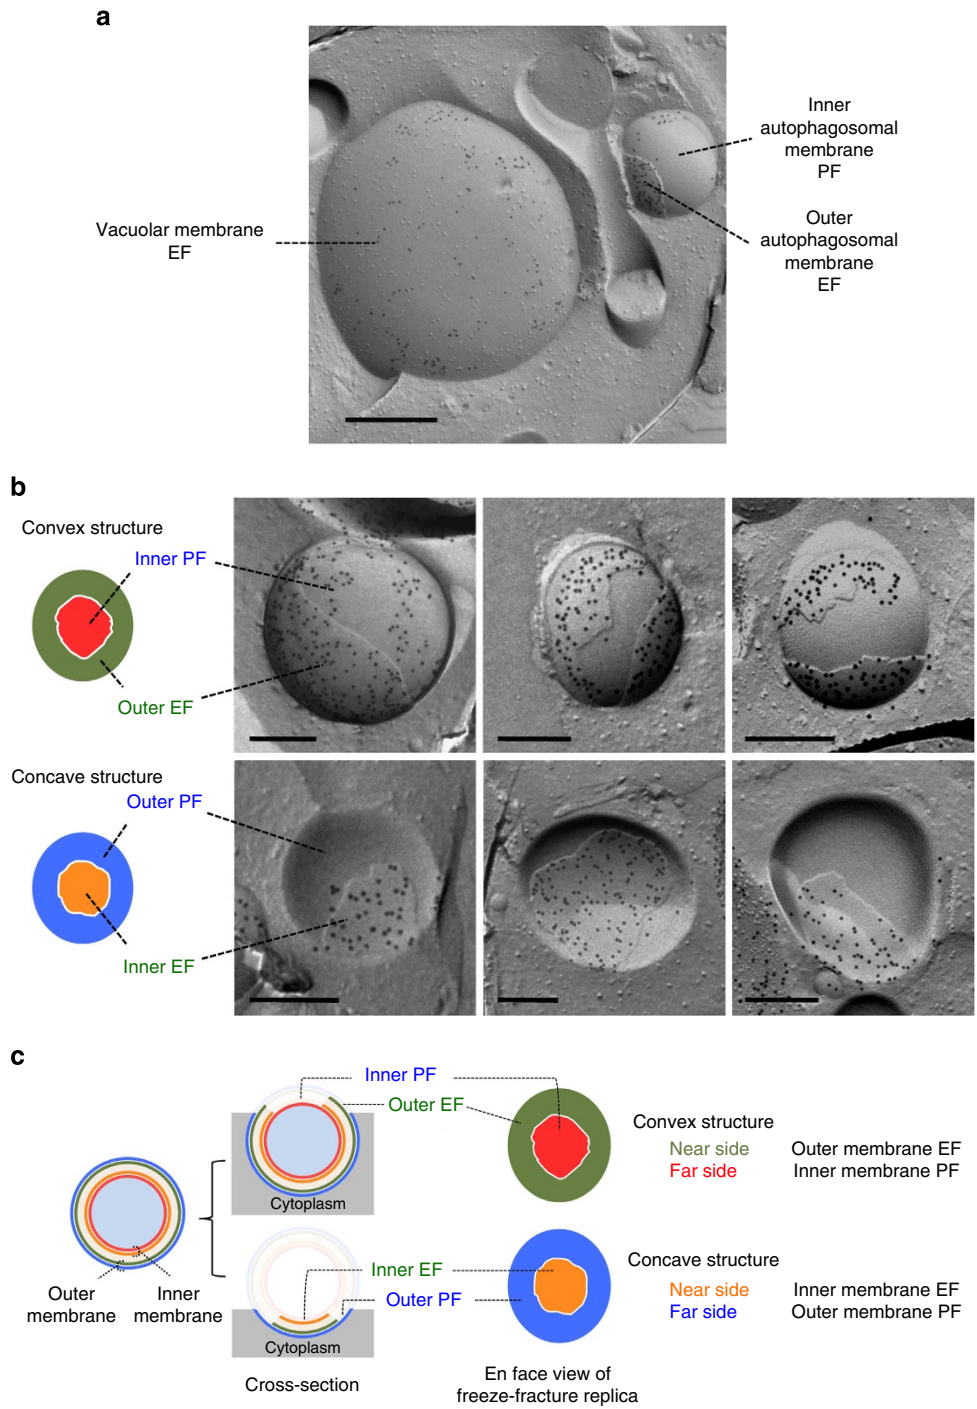 a
Inner
autophagosomal
membrane
PF
Outer
autophagosomal
membrane
EF
Vacuolar membrane
EF
b
Convex structure
Inner PF
Outer EF
Concave structure
Outer PF
Inner EF
c
Inner PF
Outer EF
Cytoplasm
Convex structure
Near side Outer membrane EF
Far side Inner membrane PF
Outer
membrane
Inner
membrane
Inner EF
Outer PF
Cytoplasm
Concave structure
Near side Inner membrane EF
Far side Outer membrane PF
Cross-section
En face view of
freeze-fracture replica